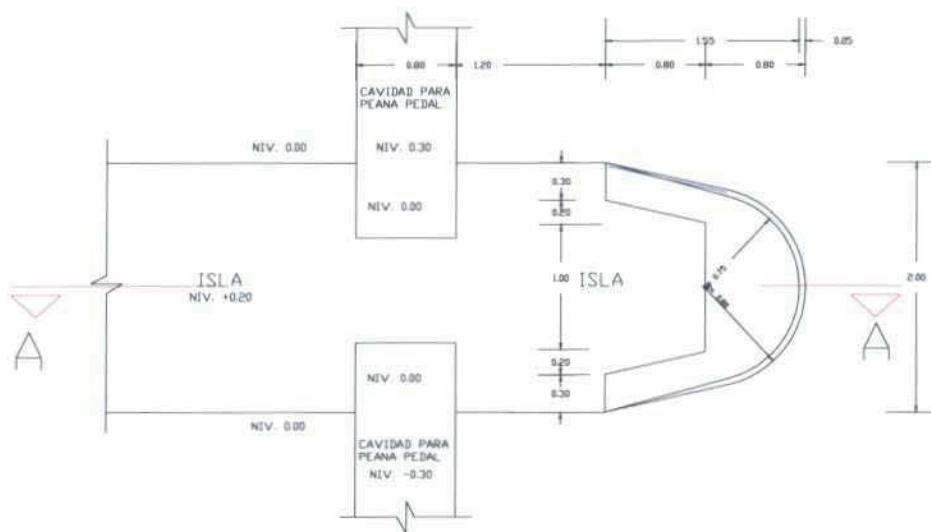 1.55
0.05
0.80
1.20
0.80
0.80
CAVIDAD PARA
PEANA PEDAL
NIV. 0.00
NIV. 0.30
0.30
NIV. 0.00
0.20
ISLA
NIV. +0.20
1.00
ISLA
0.75
2.00
A
A
0.20
NIV. 0.00
0.30
NIV. 0.00
CAVIDAD PARA
PEANA PEDAL
NIV. -0.30